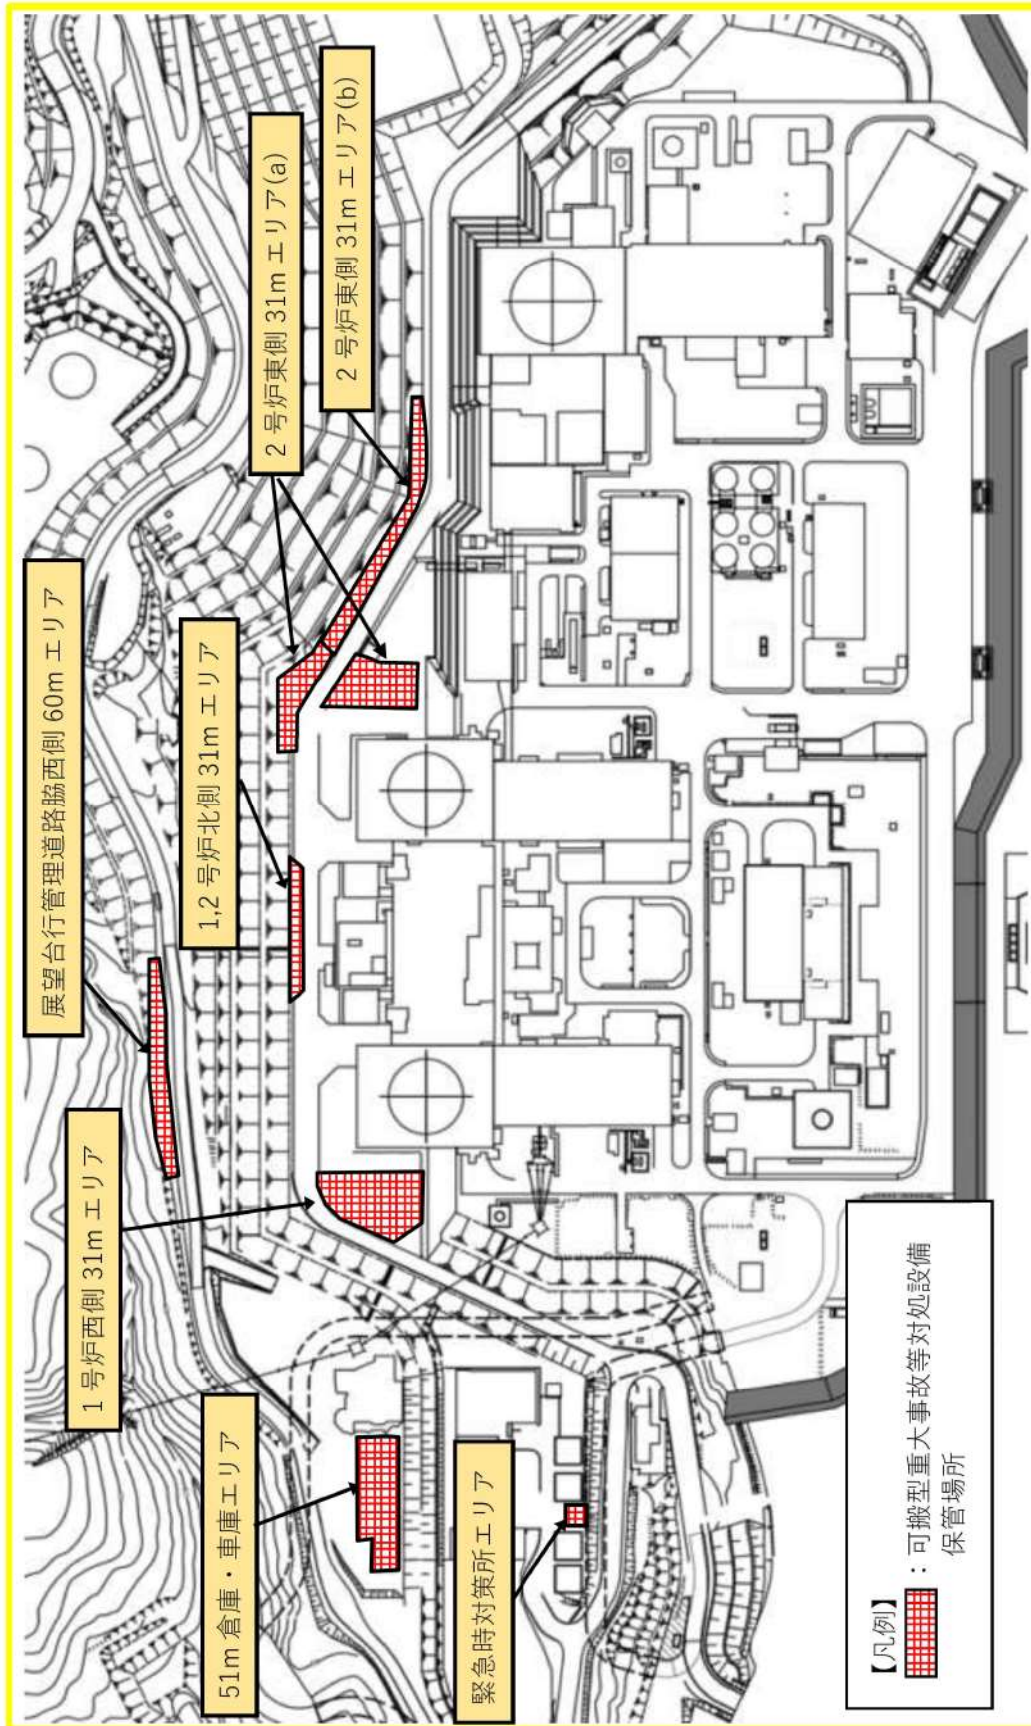 51m 倉庫・車庫エリア
1 号炉西側 31m エリア
展望台行管理道路脇西側 60m エリア
1,2 号炉北側 31m エリア
2 号炉東側 31m エリア(a)
2 号炉東側 31m エリア(b)
緊急時対策所エリア
【凡例】
：可搬型重大事故等対処設備
保管場所